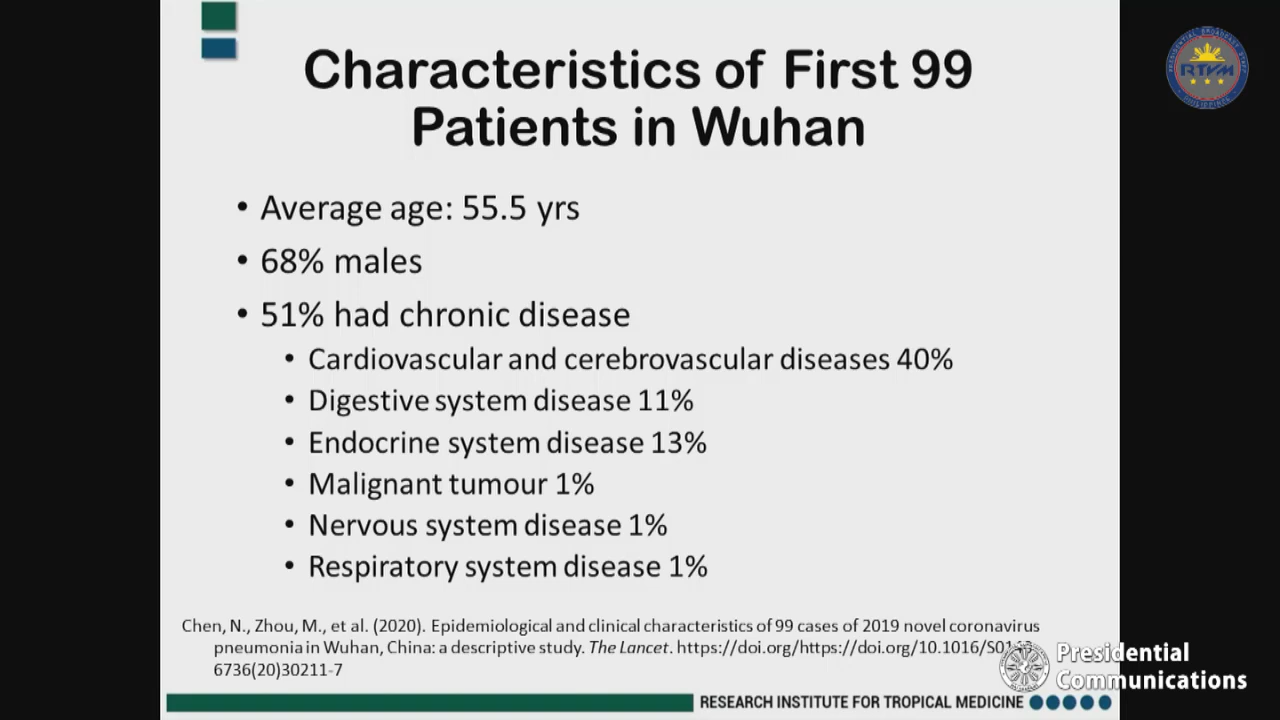 Characteristics of First 99
Patients in Wuhan
• Average age: 55.5 yrs
• 68% males
• 51% had chronic disease
• Cardiovascular and cerebrovascular diseases 40%
• Digestive system disease 11%
• Endocrine system disease 13%
• Malignant tumour 1%
• Nervous system disease 1%
• Respiratory system disease 1%
Chen, N., Zhou, M., et al. (2020). Epidemiological and clinical characteristics of 99 cases of 2019 novel coronavirus
pneumonia in Wuhan, China: a descriptive study. The Lancet. https://doi.org/https://doi.org/10.1016/S0143-
6736(20)30211-7
RESEARCH INSTITUTE FOR TROPICAL MEDICINE
RTVM
Presidential
Communications